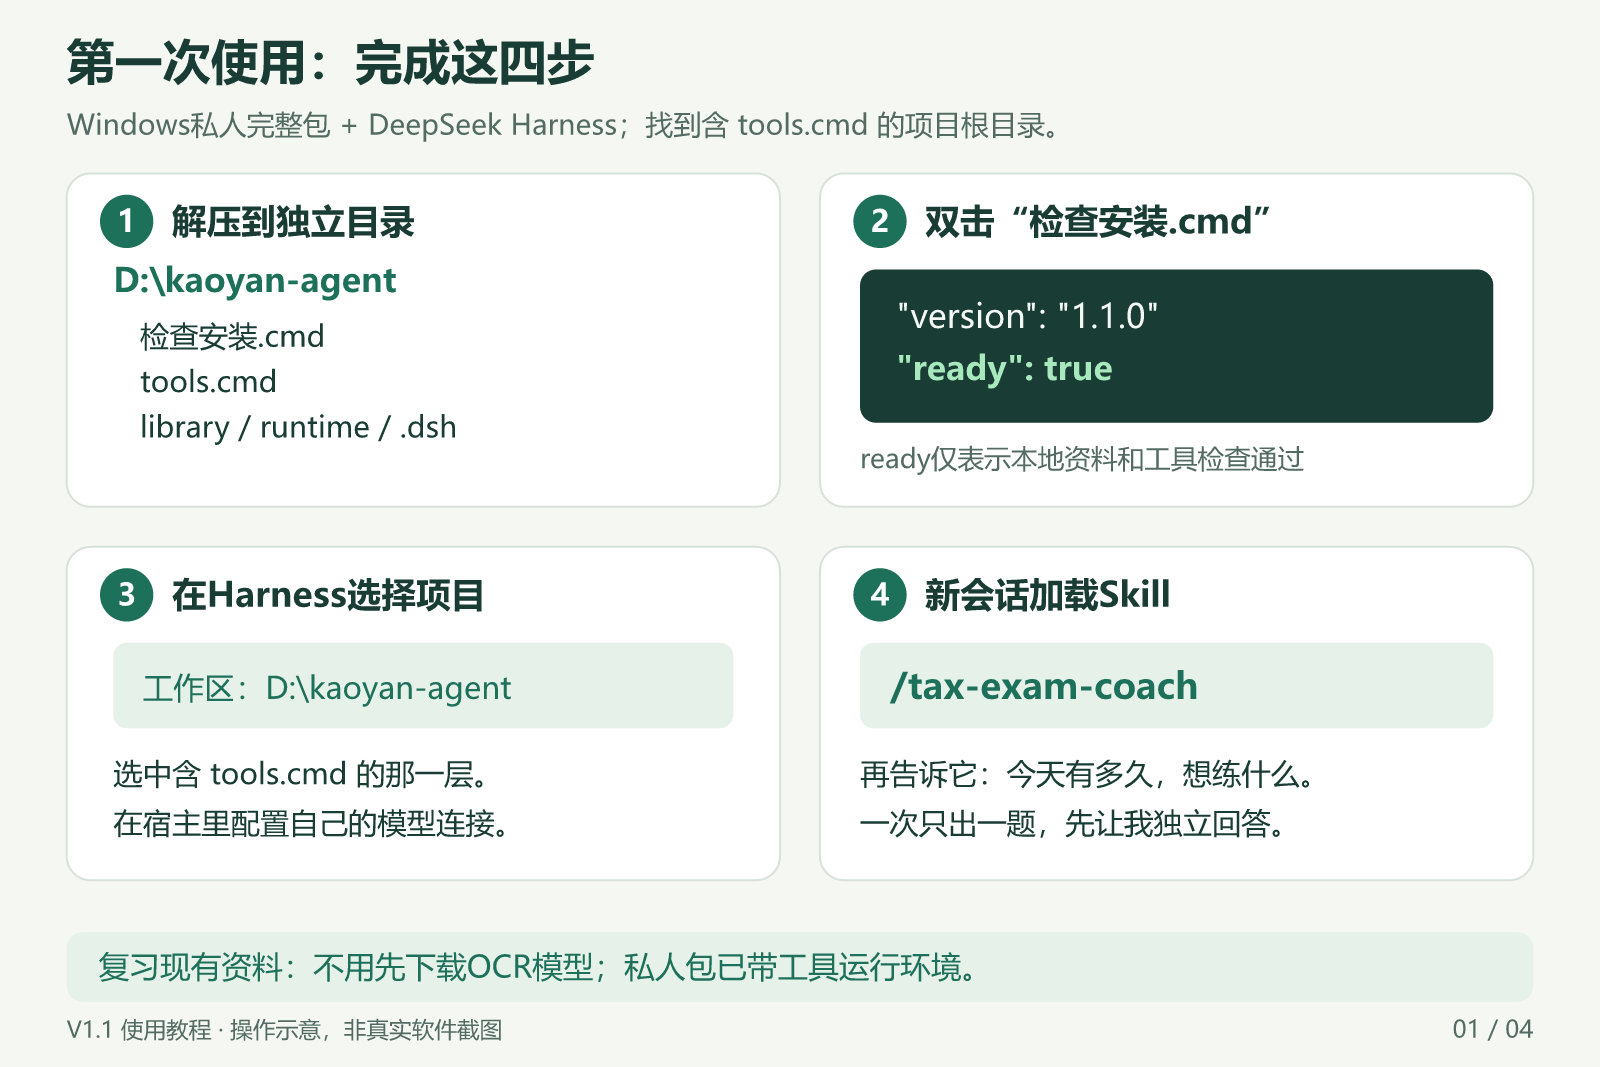 第一次使用：完成这四步
Windows私人完整包 + DeepSeek Harness；找到含 tools.cmd 的项目根目录。
1 解压到独立目录
D:\kaoyan-agent
检查安装.cmd
tools.cmd
library / runtime / .dsh
2 双击“检查安装.cmd”
"version": "1.1.0"
"ready": true
ready仅表示本地资料和工具检查通过
3 在Harness选择项目
工作区：D:\kaoyan-agent
选中含 tools.cmd 的那一层。
在宿主里配置自己的模型连接。
4 新会话加载Skill
/tax-exam-coach
再告诉它：今天有多久，想练什么。
一次只出一题，先让我独立回答。
复习现有资料：不用先下载OCR模型；私人包已带工具运行环境。
V1.1 使用教程 · 操作示意，非真实软件截图
01 / 04